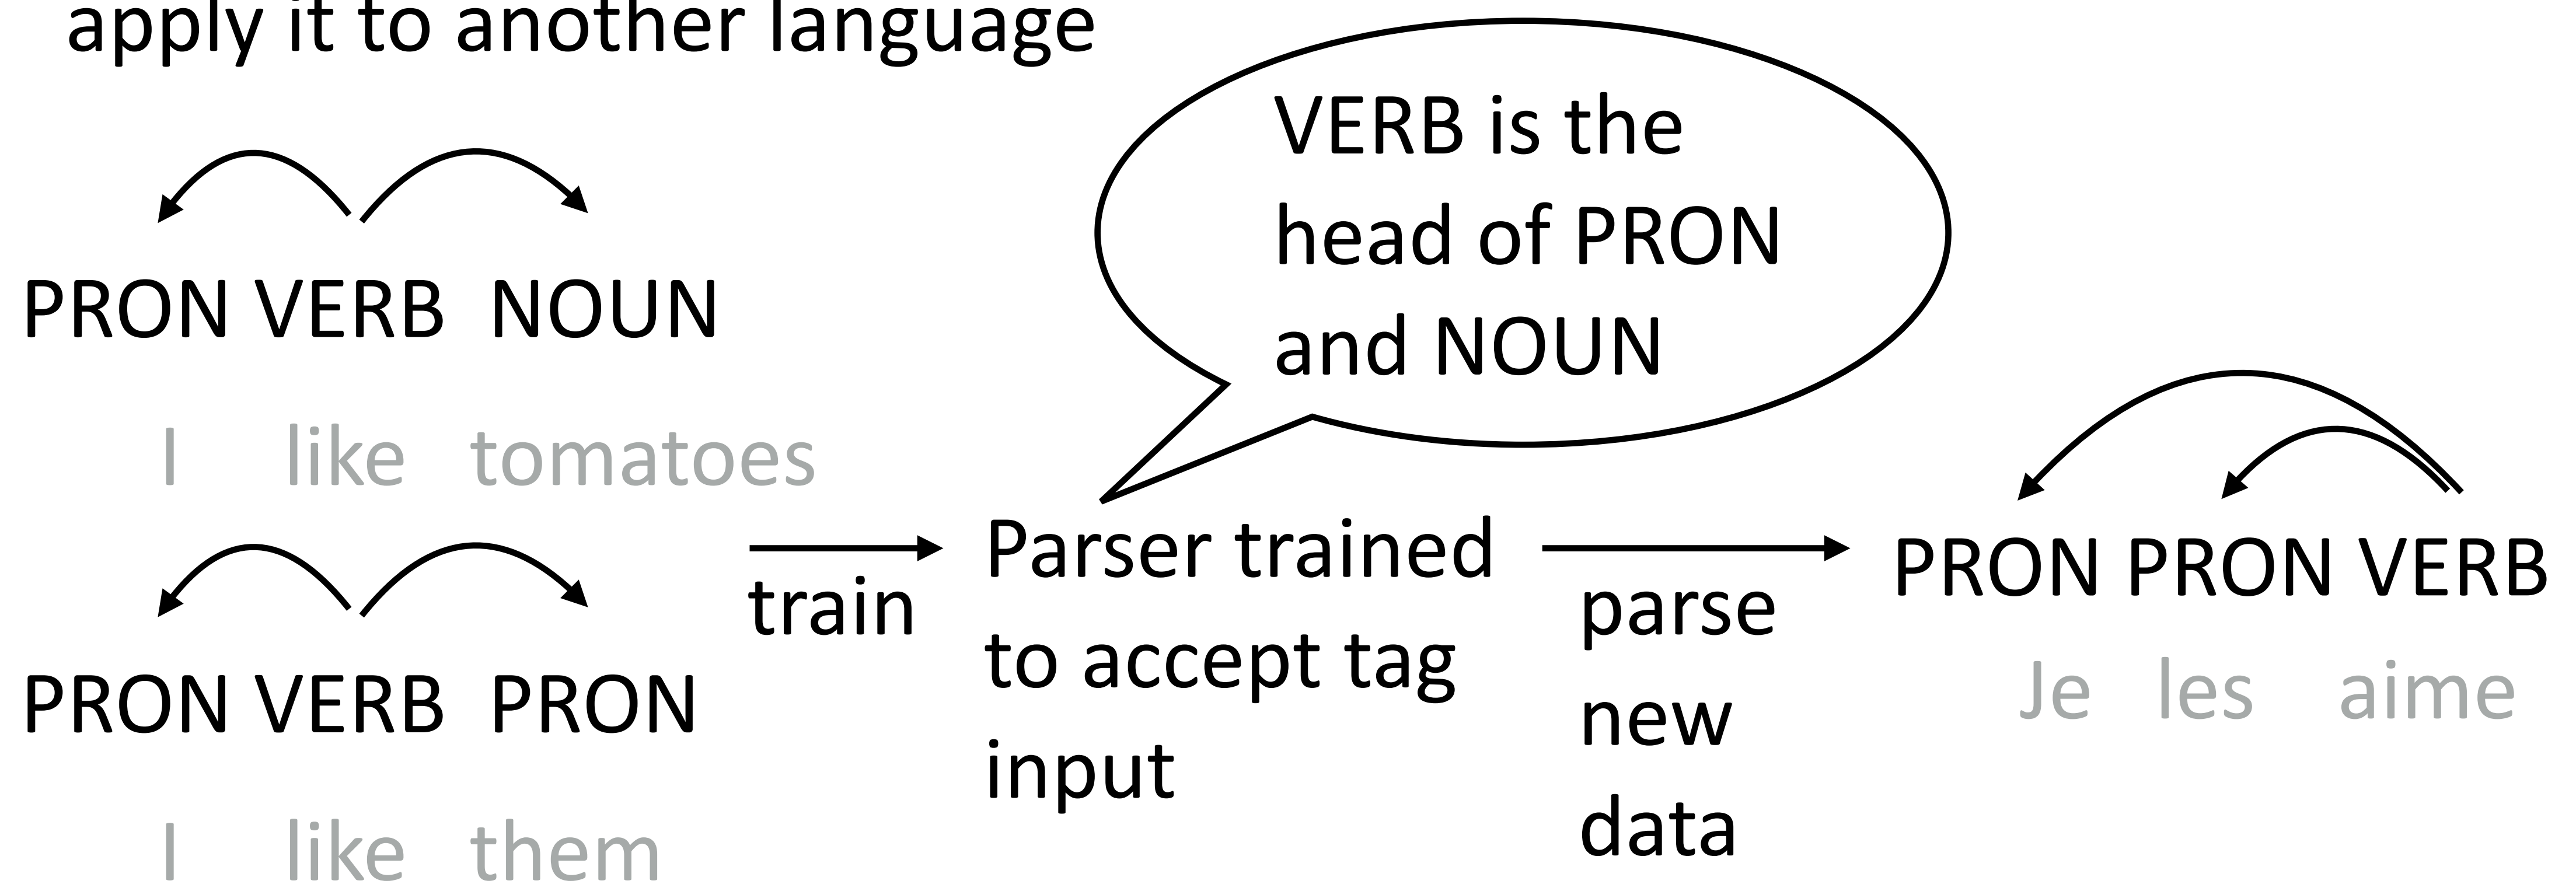 apply it to another language
VERB is the
head of PRON
and NOUN
PRON VERB NOUN
I like tomatoes
PRON VERB PRON
I like them
train
Parser trained
to accept tag
input
parse
new
data
PRON PRON VERB
Je les aime